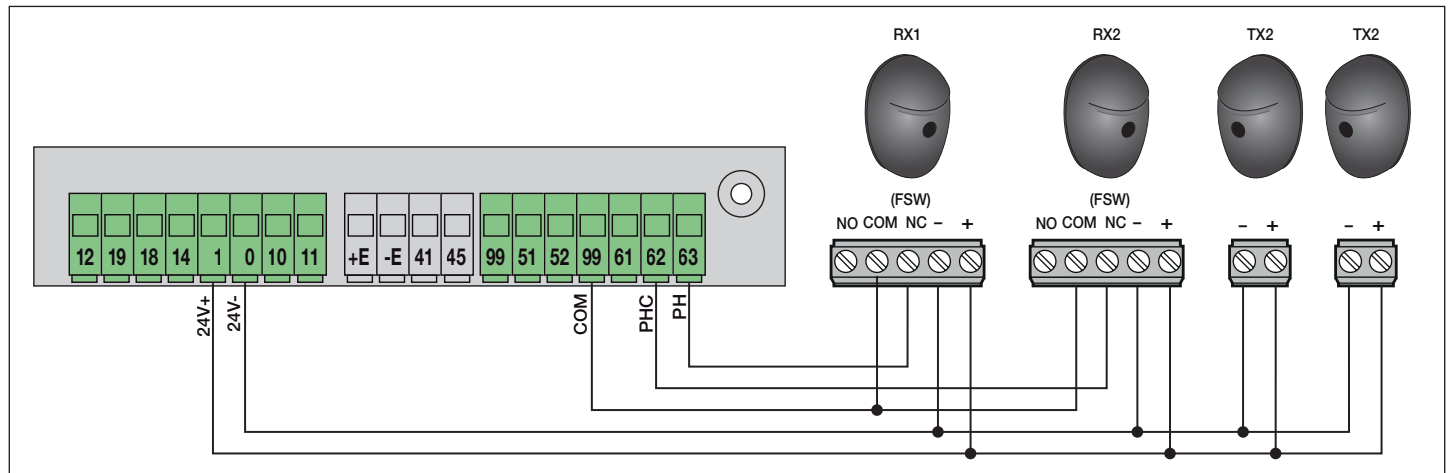 RX1 RX2 TX2 TX2
(FSW) (FSW)
NO COM NC - + NO COM NC - + - + - +
12 19 18 14 1 0 10 11 +E -E 41 45 99 51 52 99 61 62 63
24V+
24V-
COM
PHC
PH